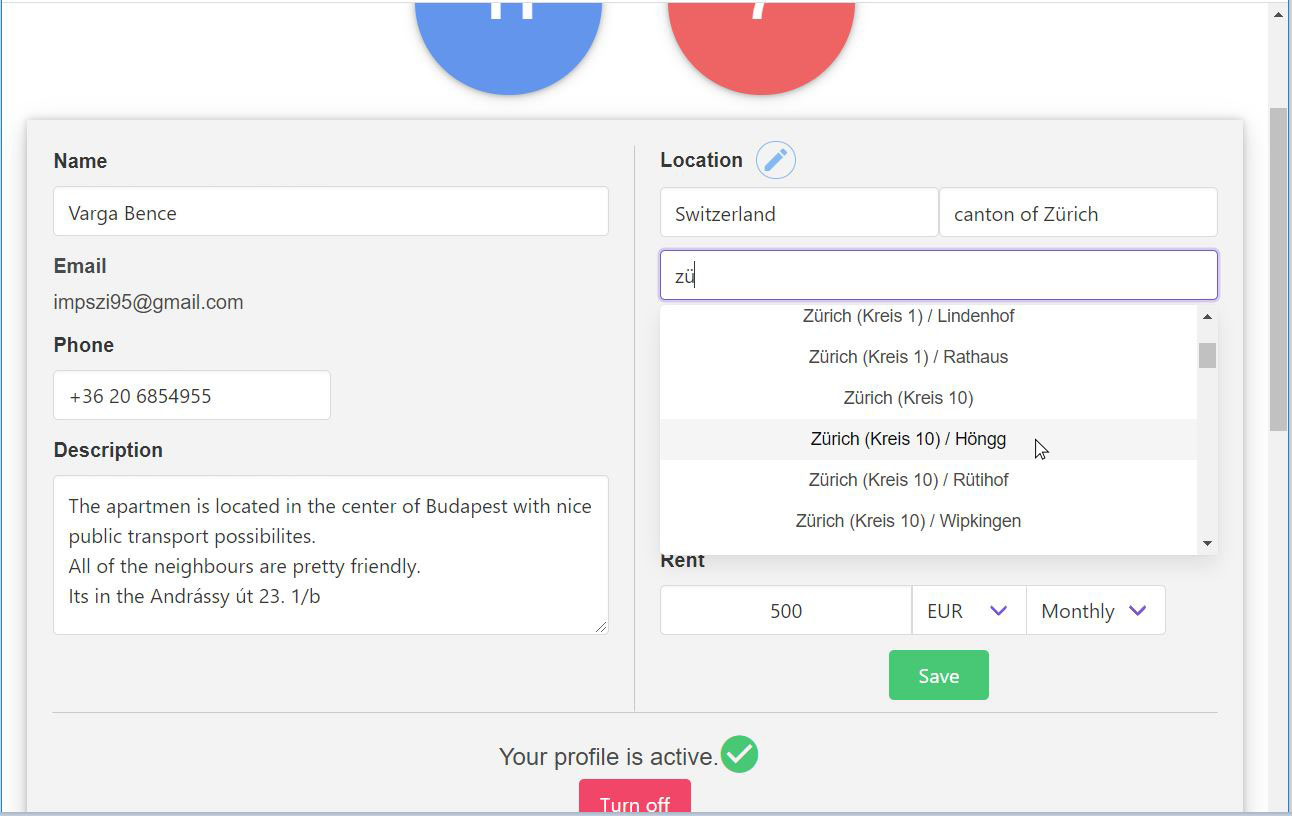 Name
Varga Bence
Email
impszi95@gmail.com
Phone
+36 20 6854955
Description
The apartmen is located in the center of Budapest with nice
public transport possibilites.
All of the neighbours are pretty friendly.
Its in the Andrássy út 23. 1/b
Location
Switzerland
canton of Zürich
zü
Zürich (Kreis 1) / Lindenhof
Zürich (Kreis 1) / Rathaus
Zürich (Kreis 10)
Zürich (Kreis 10) / Höngg
Zürich (Kreis 10) / Rütihof
Zürich (Kreis 10) / Wipkingen
Rent
500
EUR
Monthly
Save
Your profile is active.
Turn off